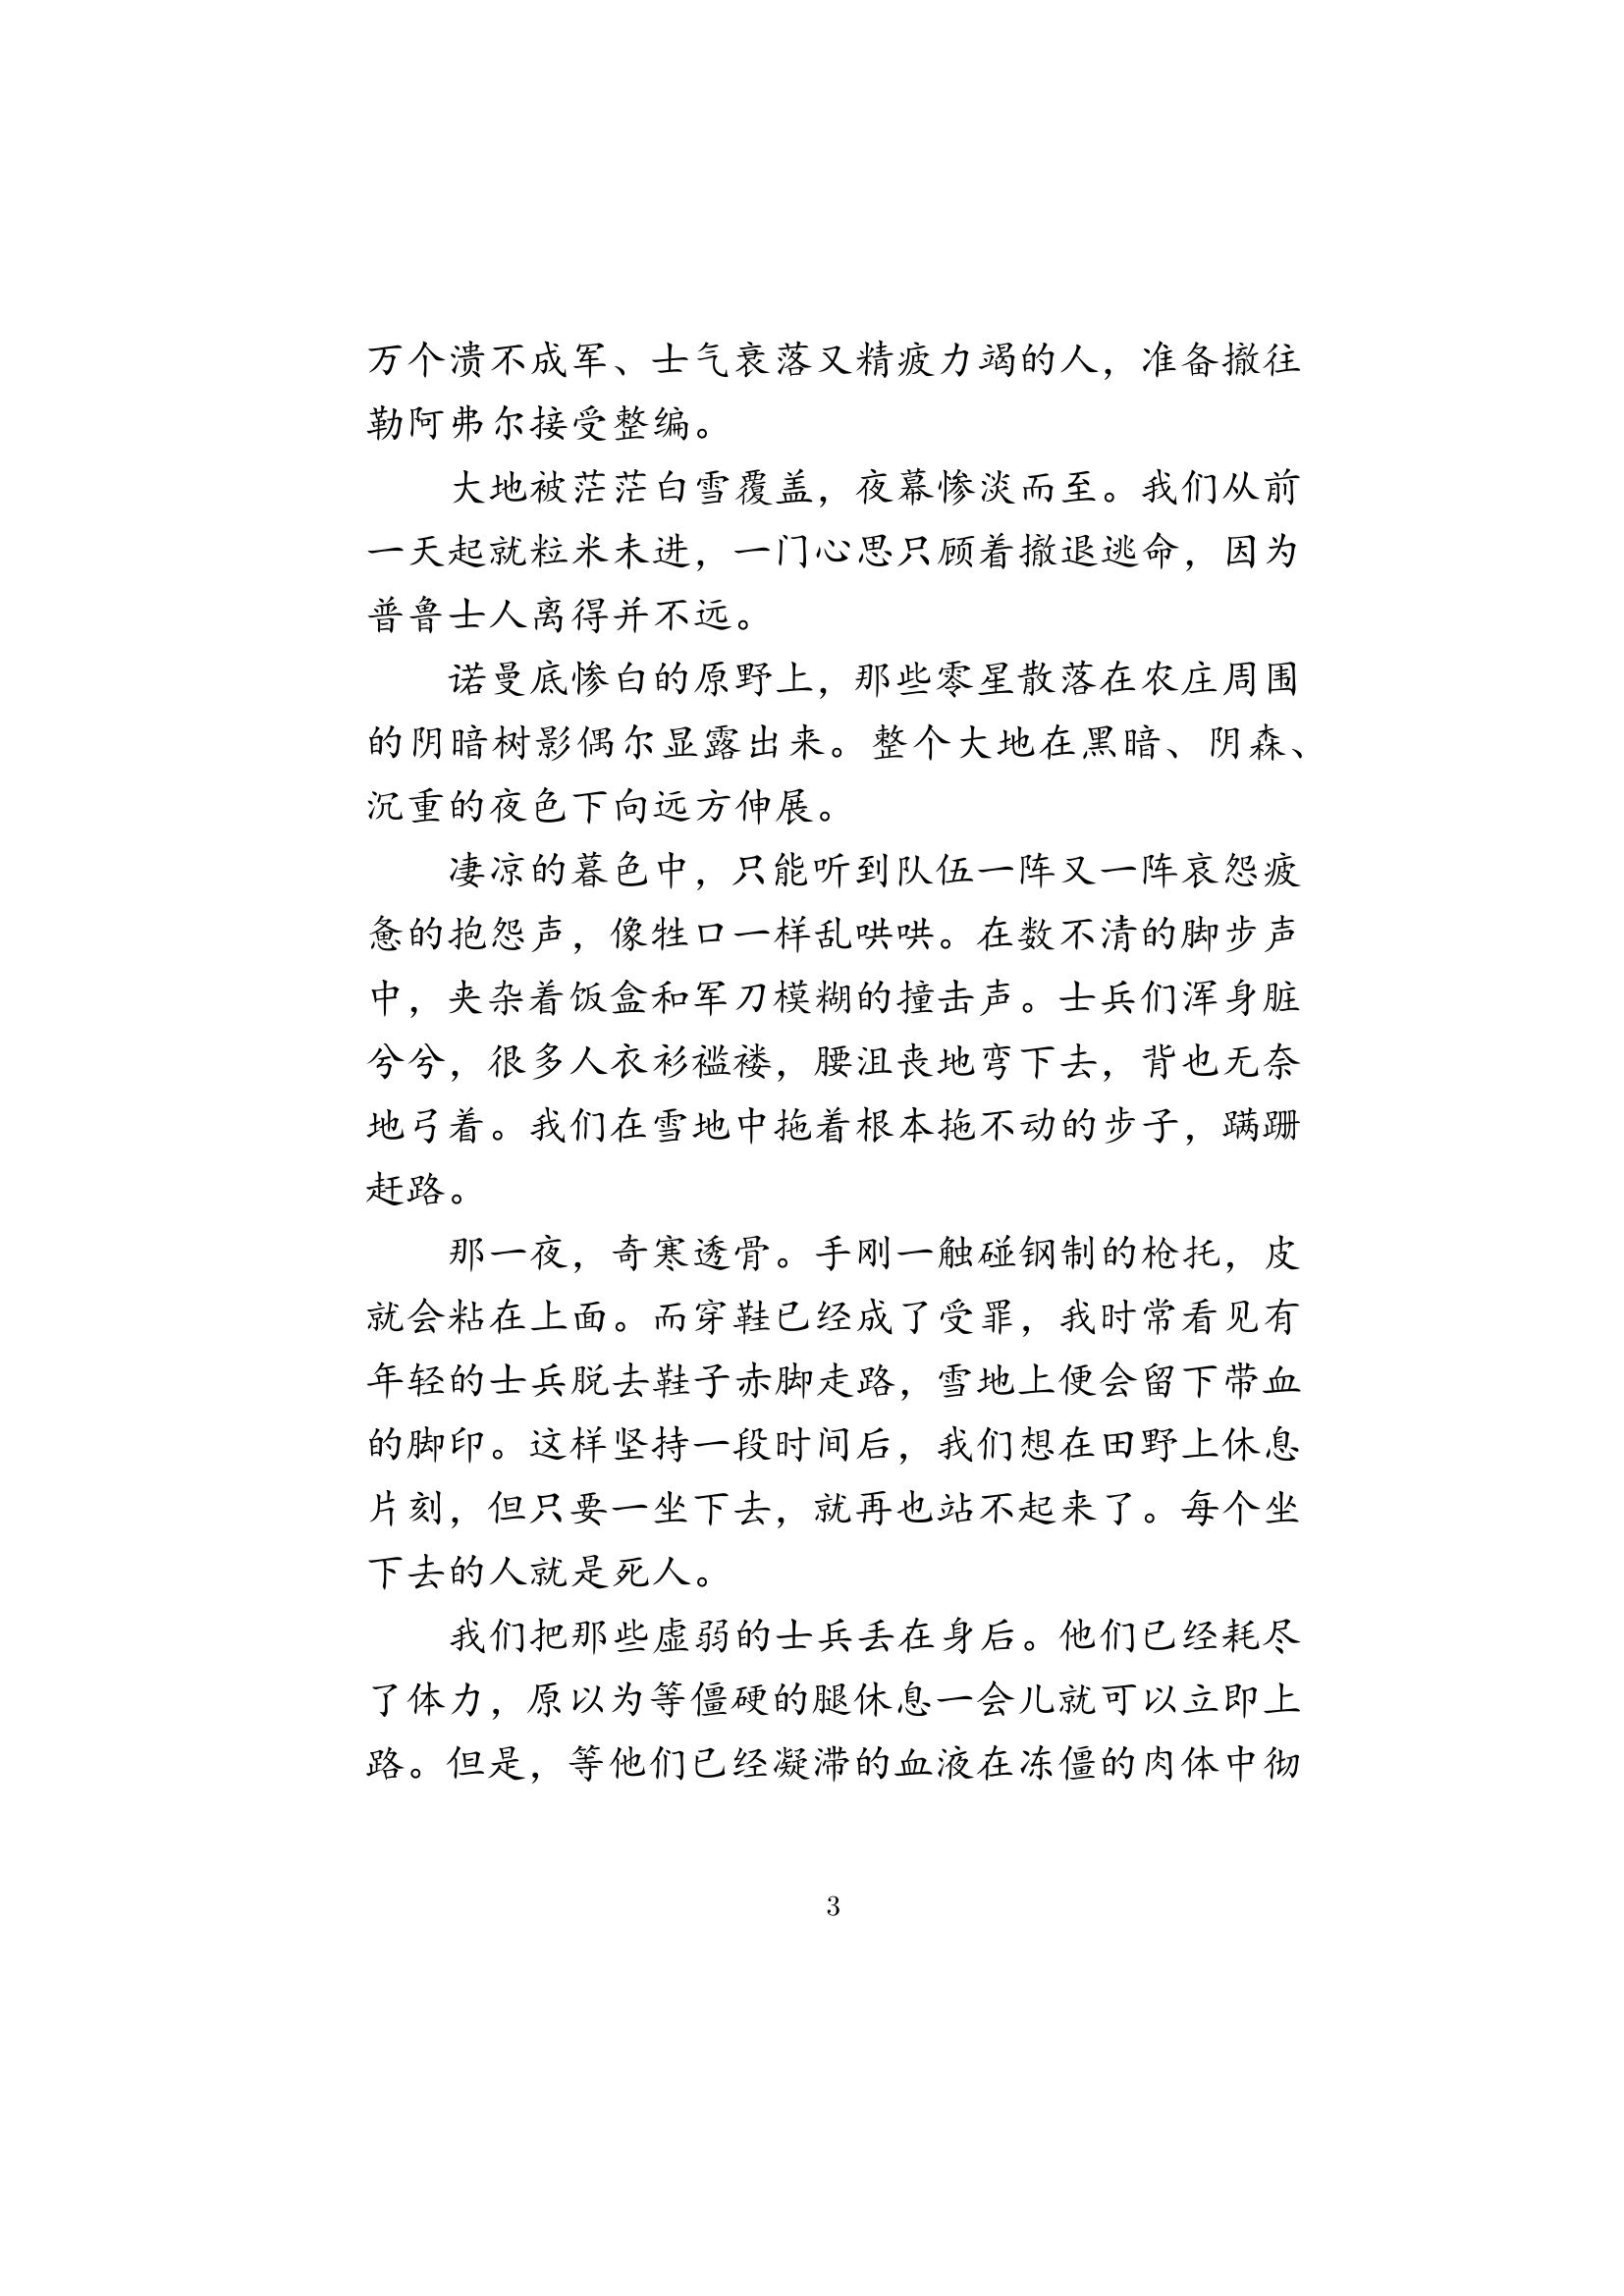 万个溃不成军、士气衰落又精疲力竭的人，准备撤往
勒阿弗尔接受整编。
大地被茫茫白雪覆盖，夜幕惨淡而至。我们从前
一天起就粒米未进，一门心思只顾着撤退逃命，因为
普鲁士人离得并不远。
诺曼底惨白的原野上，那些零星散落在农庄周围
的阴暗树影偶尔显露出来。整个大地在黑暗、阴森、
沉重的夜色下向远方伸展。
凄凉的暮色中，只能听到队伍一阵又一阵哀怨疲
惫的抱怨声，像牲口一样乱哄哄。在数不清的脚步声
中，夹杂着饭盒和军刀模糊的撞击声。士兵们浑身脏
兮兮，很多人衣衫褴褛，腰沮丧地弯下去，背也无奈
地弓着。我们在雪地中拖着根本拖不动的步子，蹒跚
赶路。
那一夜，奇寒透骨。手刚一触碰钢制的枪托，皮
就会粘在上面。而穿鞋已经成了受罪，我时常看见有
年轻的士兵脱去鞋子赤脚走路，雪地上便会留下带血
的脚印。这样坚持一段时间后，我们想在田野上休息
片刻，但只要一坐下去，就再也站不起来了。每个坐
下去的人就是死人。
我们把那些虚弱的士兵丢在身后。他们已经耗尽
了体力，原以为等僵硬的腿休息一会儿就可以立即上
路。但是，等他们已经凝滞的血液在冻僵的肉体中彻
3